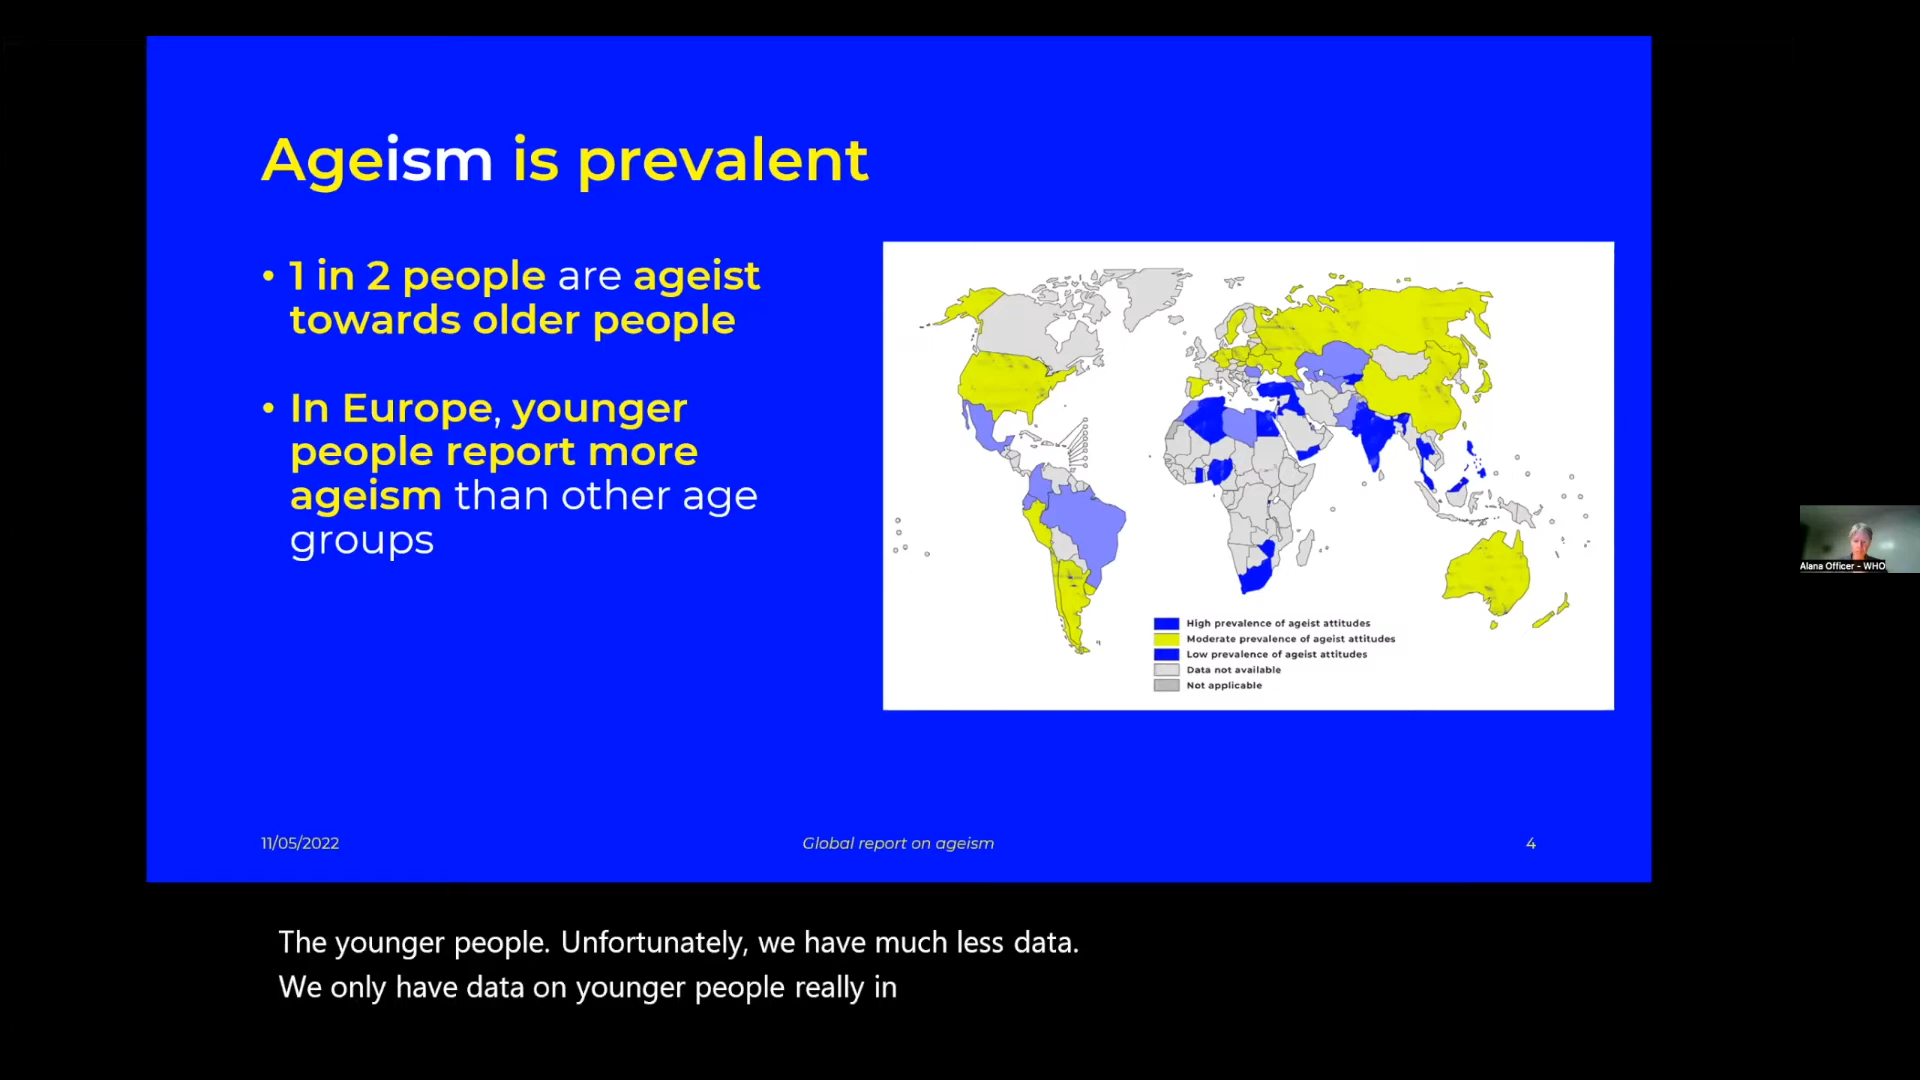 Ageism is prevalent
• 1 in 2 people are ageist
towards older people
• In Europe, younger
people report more
ageism than other age
groups
High prevalence of ageist attitudes
Moderate prevalence of ageist attitudes
Low prevalence of ageist attitudes
Data not available
Not applicable
Alana Officer - WHO
11/05/2022
Global report on ageism
4
The younger people. Unfortunately, we have much less data.
We only have data on younger people really in